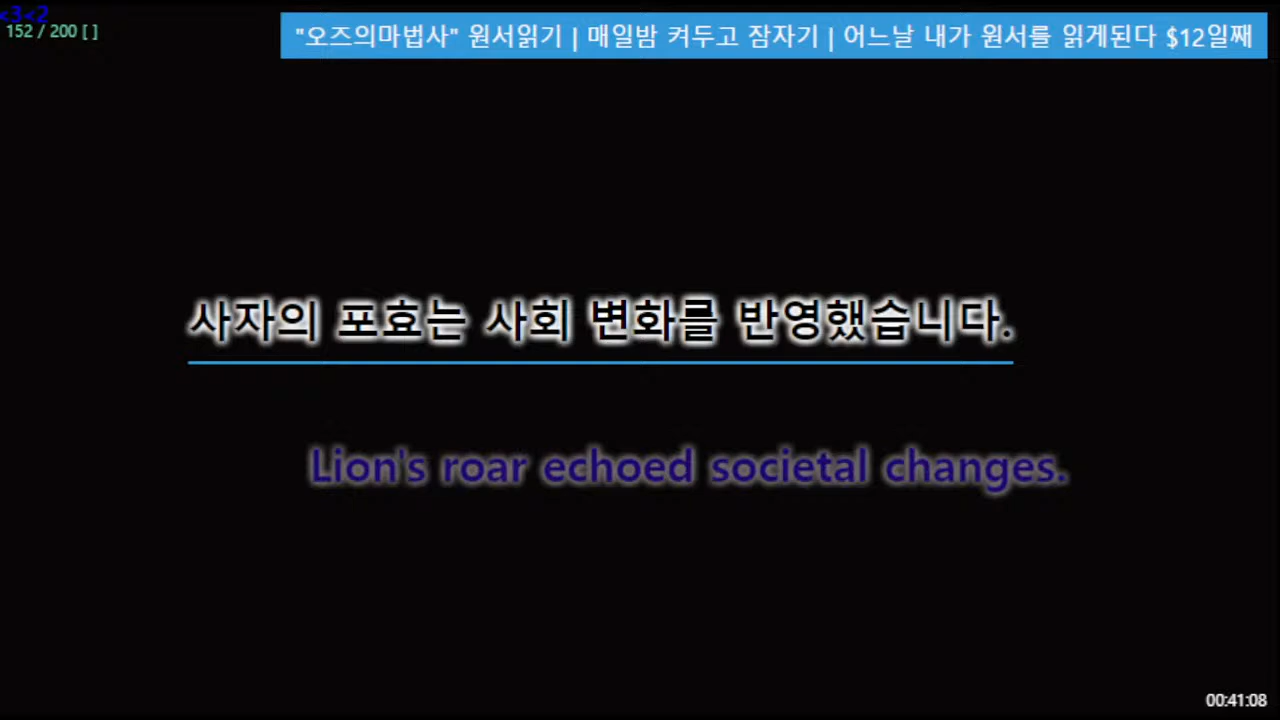 <3<2
152 / 200 [ ]
"오즈의마법사" 원서읽기 | 매일밤 켜두고 잠자기 | 어느날 내가 원서를 읽게된다 $12일째
사자의 포효는 사회 변화를 반영했습니다.
Lion's roar echoed societal changes.
00:41:08